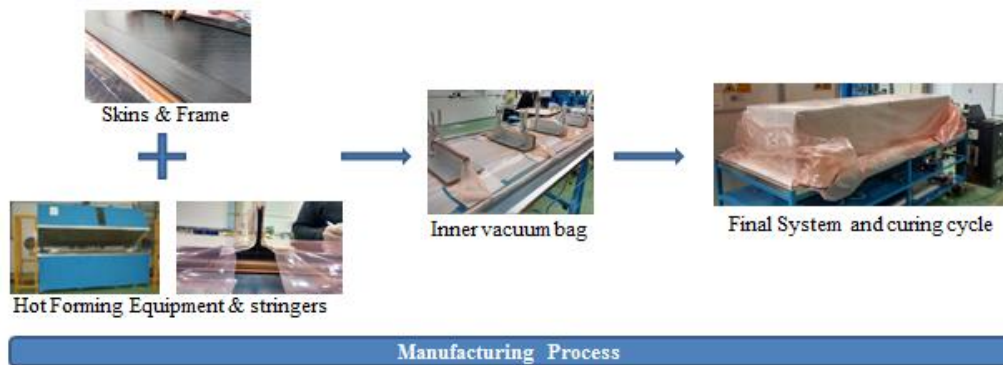 Skins & Frame
Hot Forming Equipment & stringers
Inner vacuum bag
Final System and curing cycle
Manufacturing Process